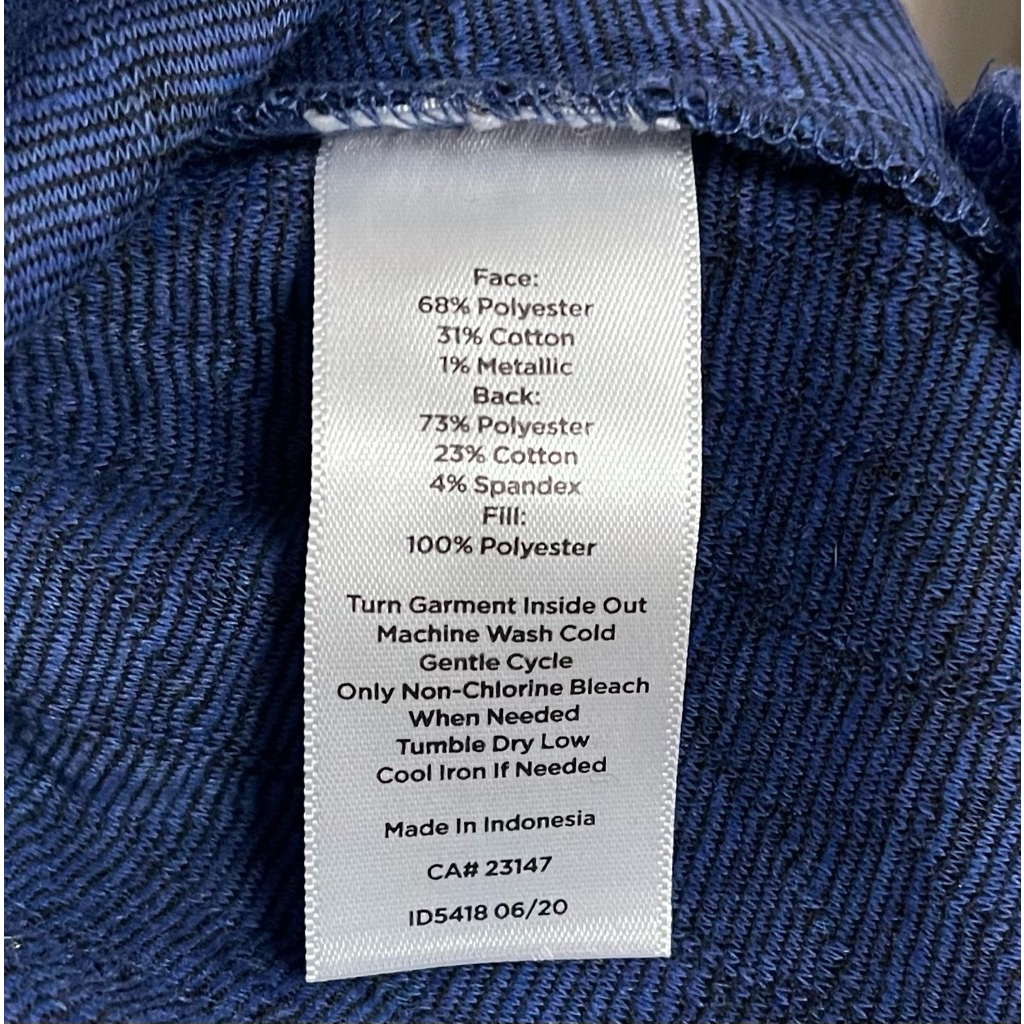 Face:
68% Polyester
31% Cotton
1% Metallic
Back:
73% Polyester
23% Cotton
4% Spandex
Fill:
100% Polyester
Turn Garment Inside Out
Machine Wash Cold
Gentle Cycle
Only Non-Chlorine Bleach
When Needed
Tumble Dry Low
Cool Iron If Needed
Made In Indonesia
CA# 23147
ID5418 06/20